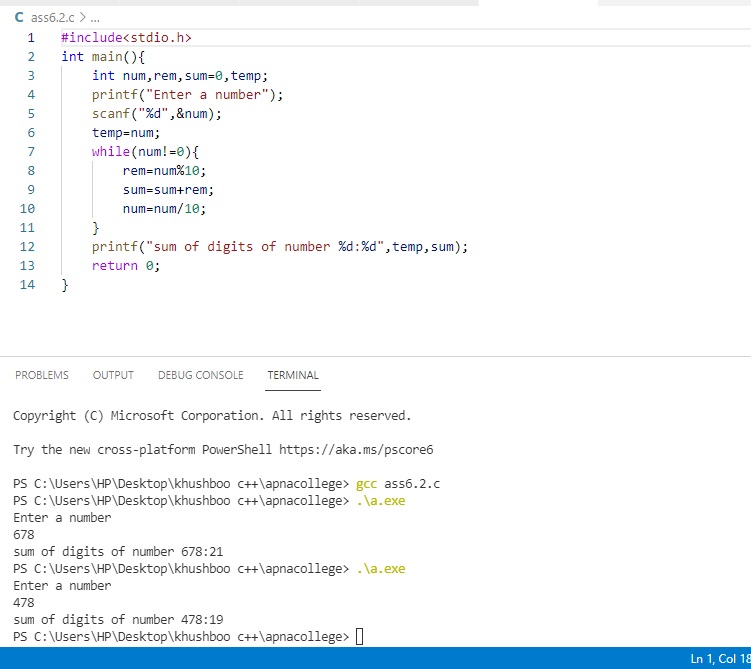 C ass6.2.c > ...
1 #include<stdio.h>
2 int main(){
3 int num,rem,sum=0,temp;
4 printf("Enter a number");
5 scanf("%d",&num);
6 temp=num;
7 while(num!=0){
8 rem=num%10;
9 sum=sum+rem;
10 num=num/10;
11 }
12 printf("sum of digits of number %d:%d",temp,sum);
13 return 0;
14 }
PROBLEMS OUTPUT DEBUG CONSOLE TERMINAL
Copyright (C) Microsoft Corporation. All rights reserved.
Try the new cross-platform PowerShell https://aka.ms/pscore6
PS C:\Users\HP\Desktop\khushboo c++\apnacollege> gcc ass6.2.c
PS C:\Users\HP\Desktop\khushboo c++\apnacollege> .\a.exe
Enter a number
678
sum of digits of number 678:21
PS C:\Users\HP\Desktop\khushboo c++\apnacollege> .\a.exe
Enter a number
478
sum of digits of number 478:19
PS C:\Users\HP\Desktop\khushboo c++\apnacollege>
Ln 1, Col 18